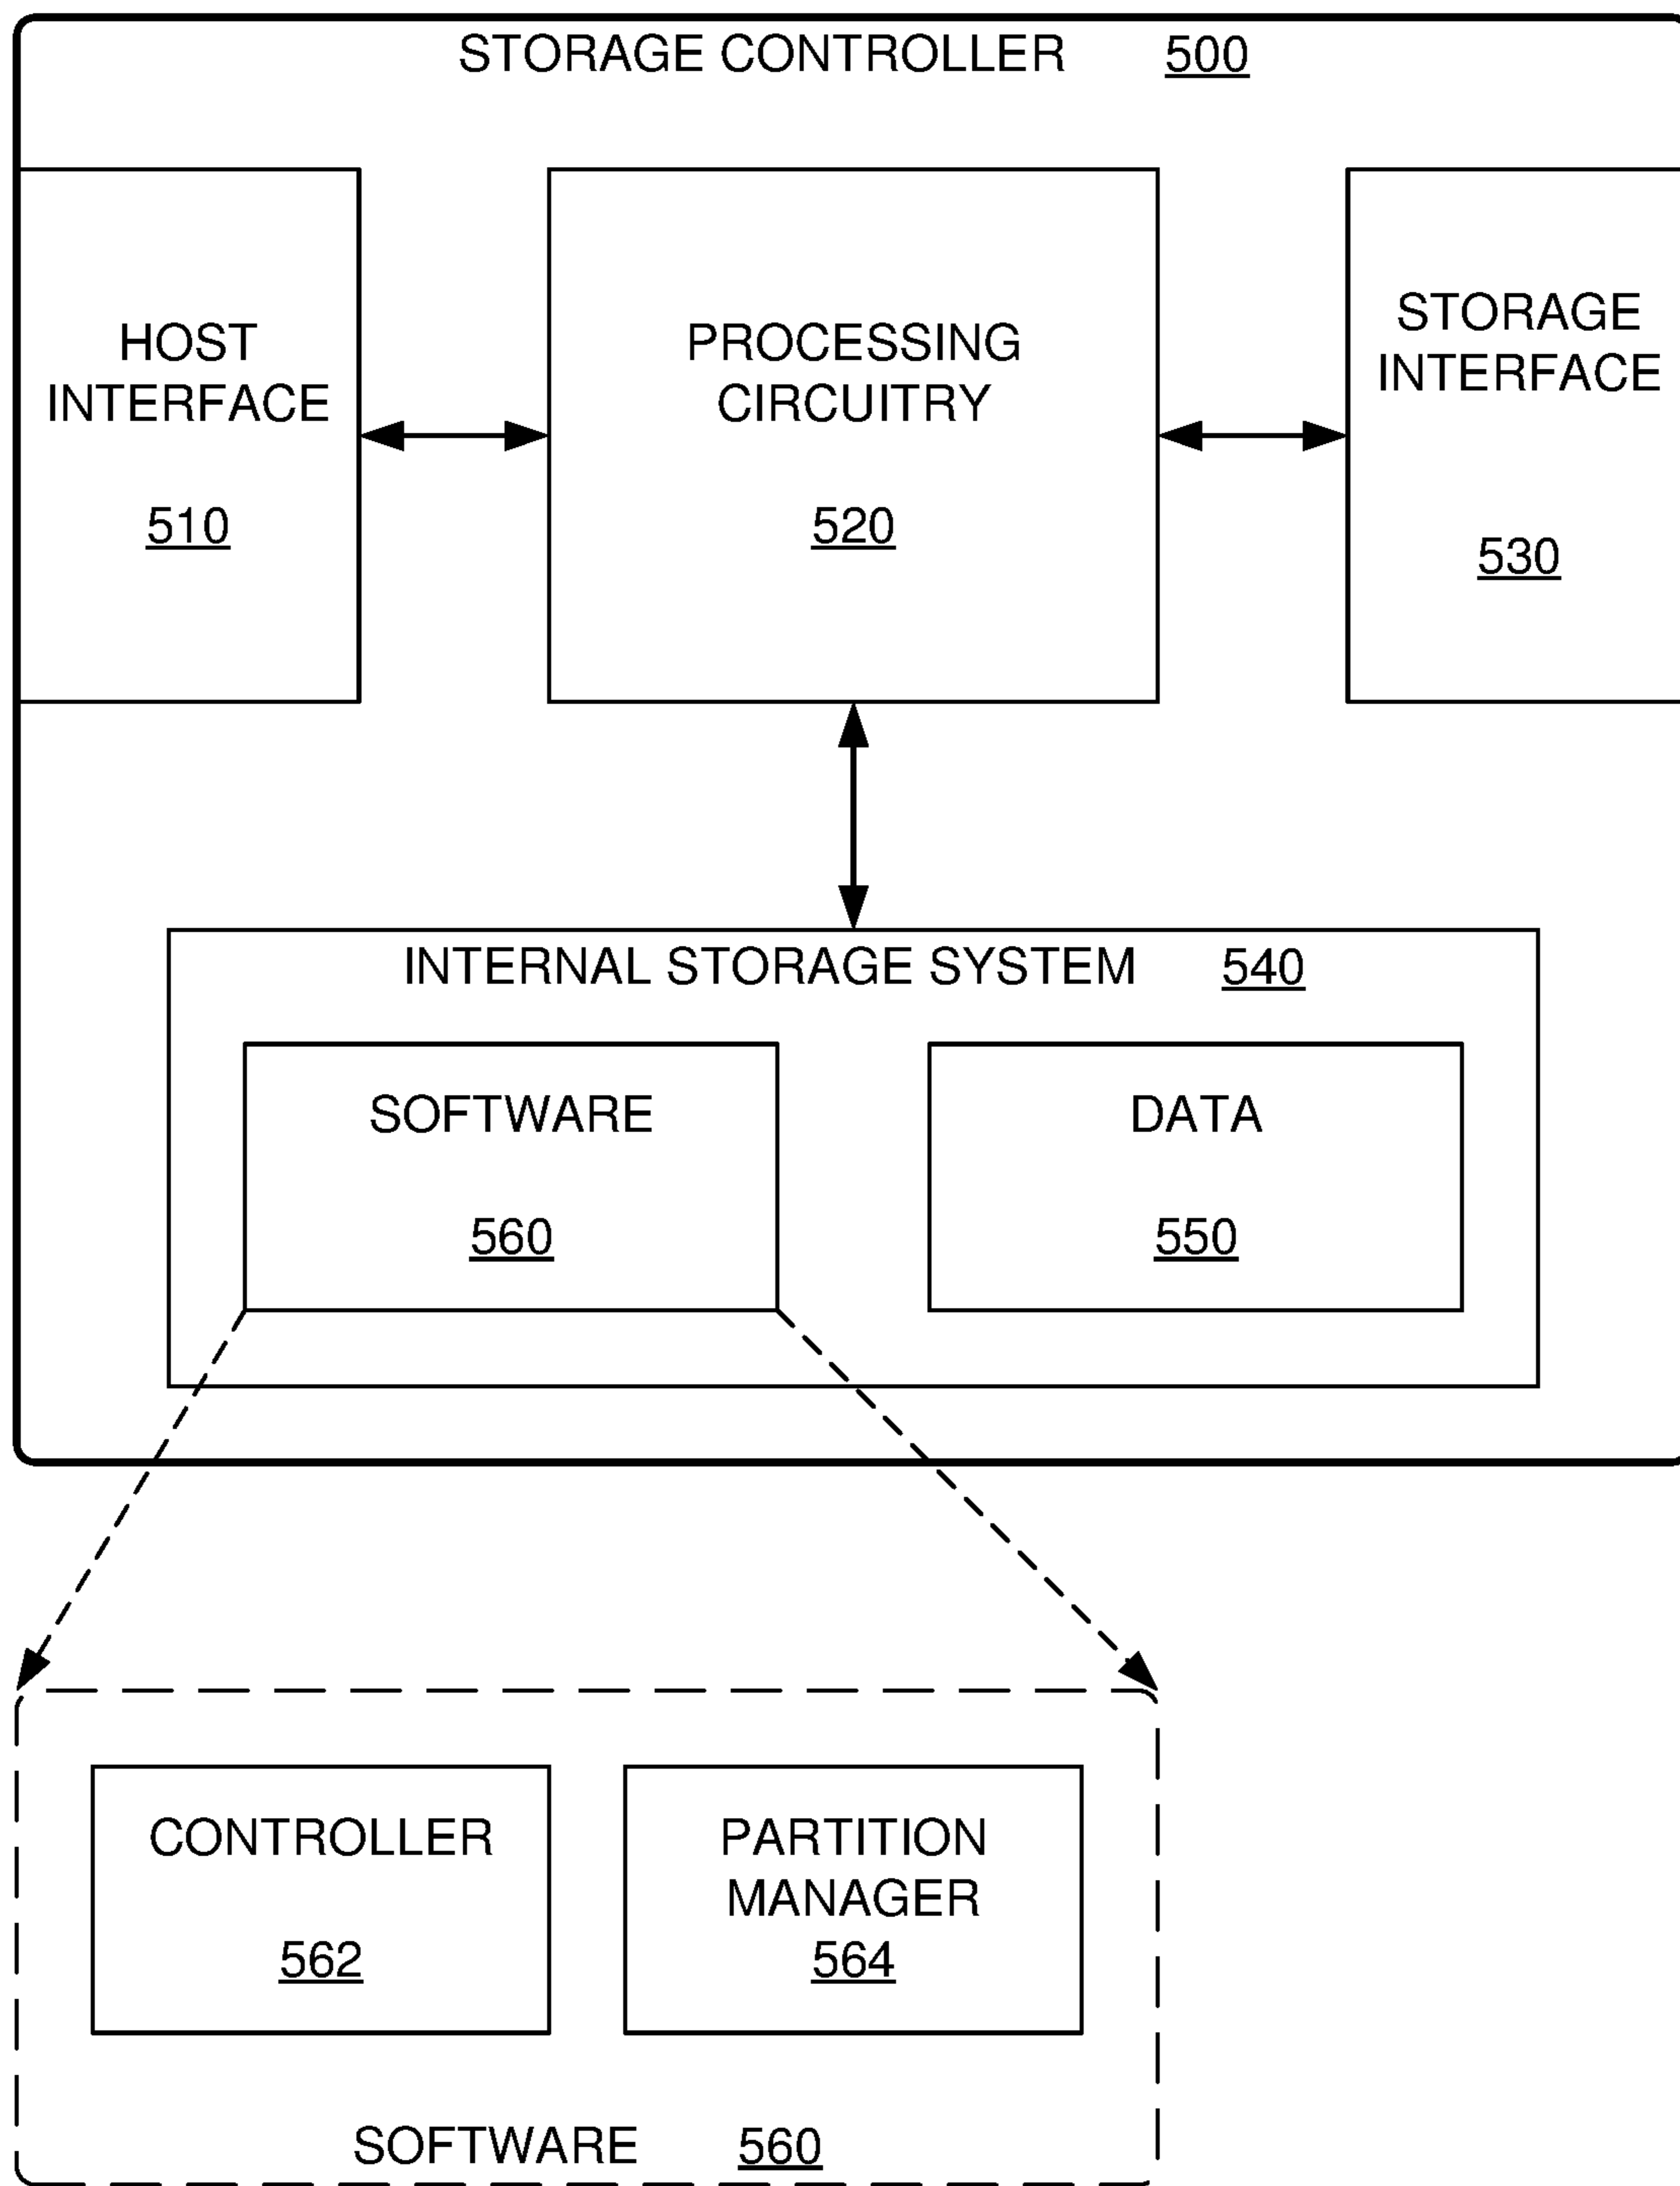 STORAGE CONTROLLER 500
HOST
INTERFACE
510
PROCESSING
CIRCUITRY
520
STORAGE
INTERFACE
530
INTERNAL STORAGE SYSTEM 540
SOFTWARE
560
DATA
550
CONTROLLER
562
PARTITION
MANAGER
564
SOFTWARE 560